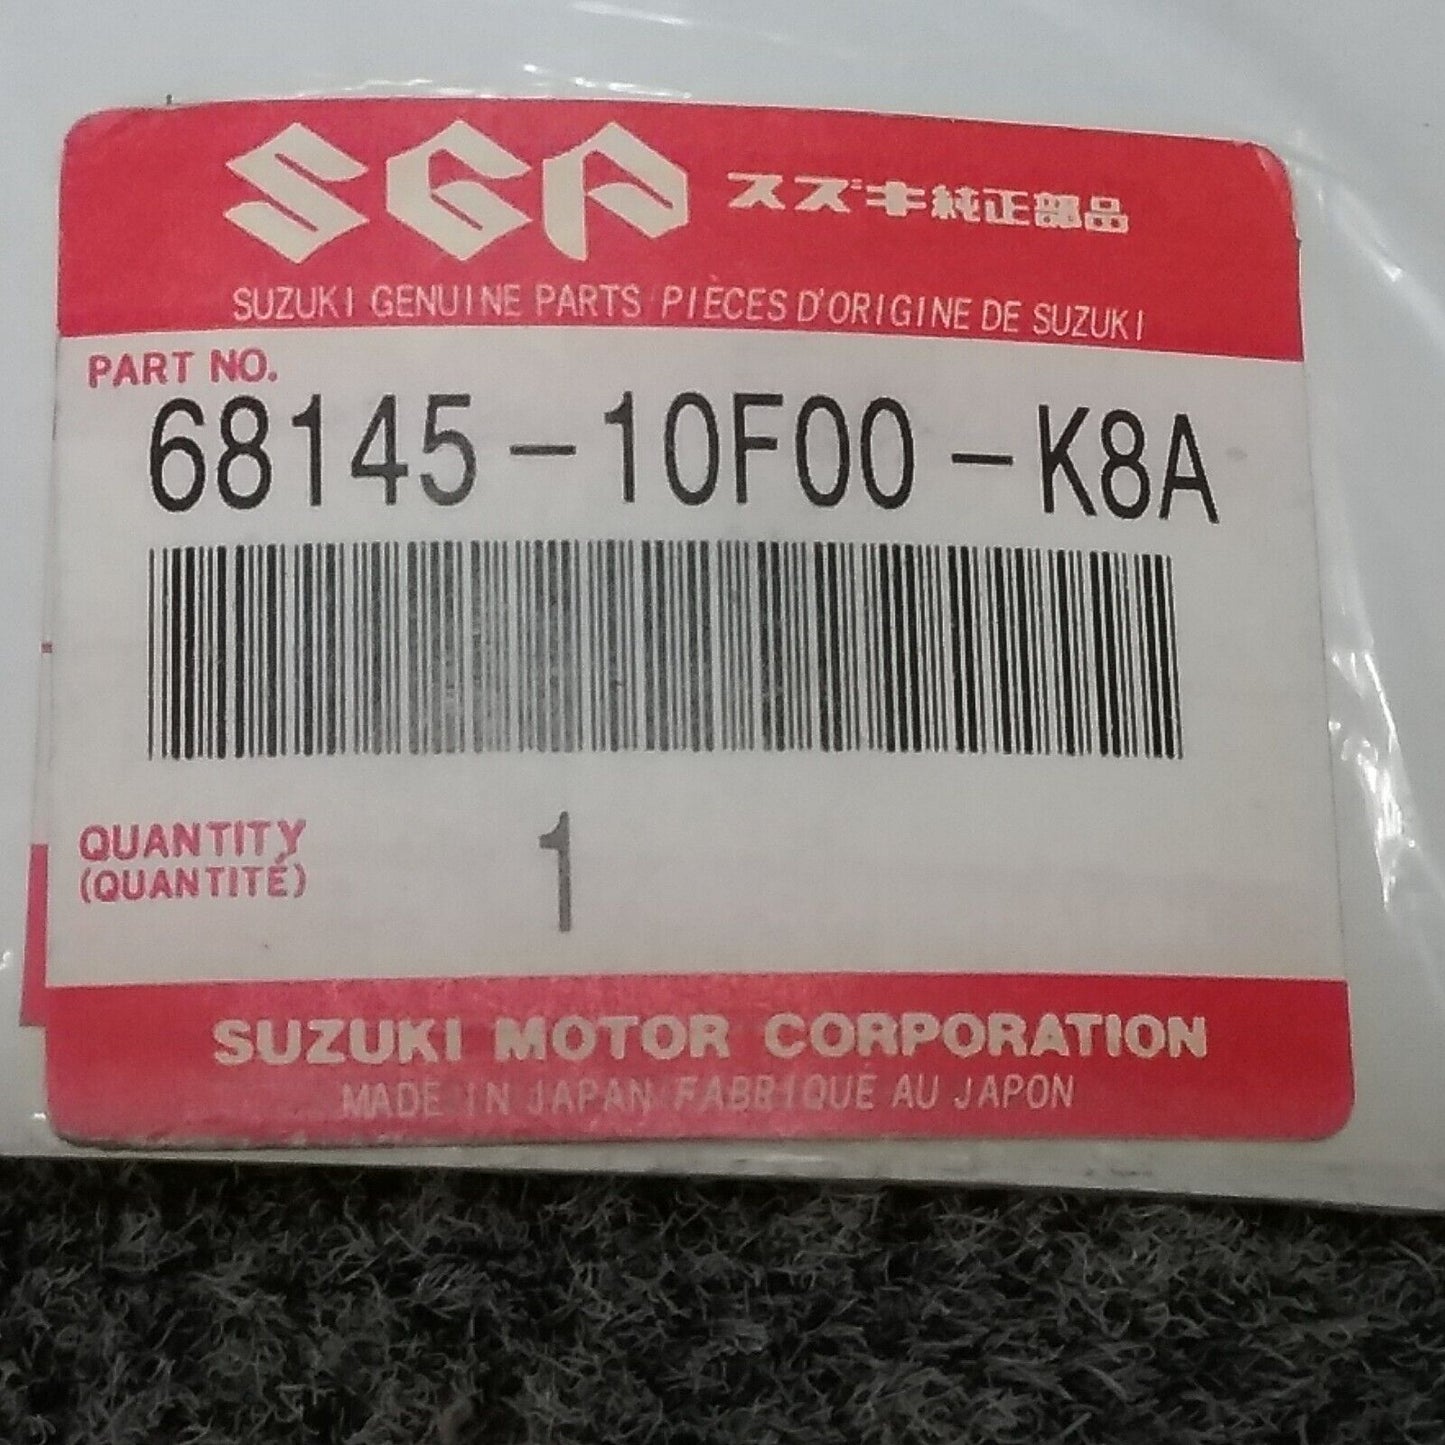 SGP スズキ純正部品
SUZUKI GENUINE PARTS/PIÈCES D'ORIGINE DE SUZUKI
PART NO.
68145-10F00-K8A
QUANTITY 1
(QUANTITÉ)
SUZUKI MOTOR CORPORATION
MADE IN JAPAN/FABRIQUÉ AU JAPON